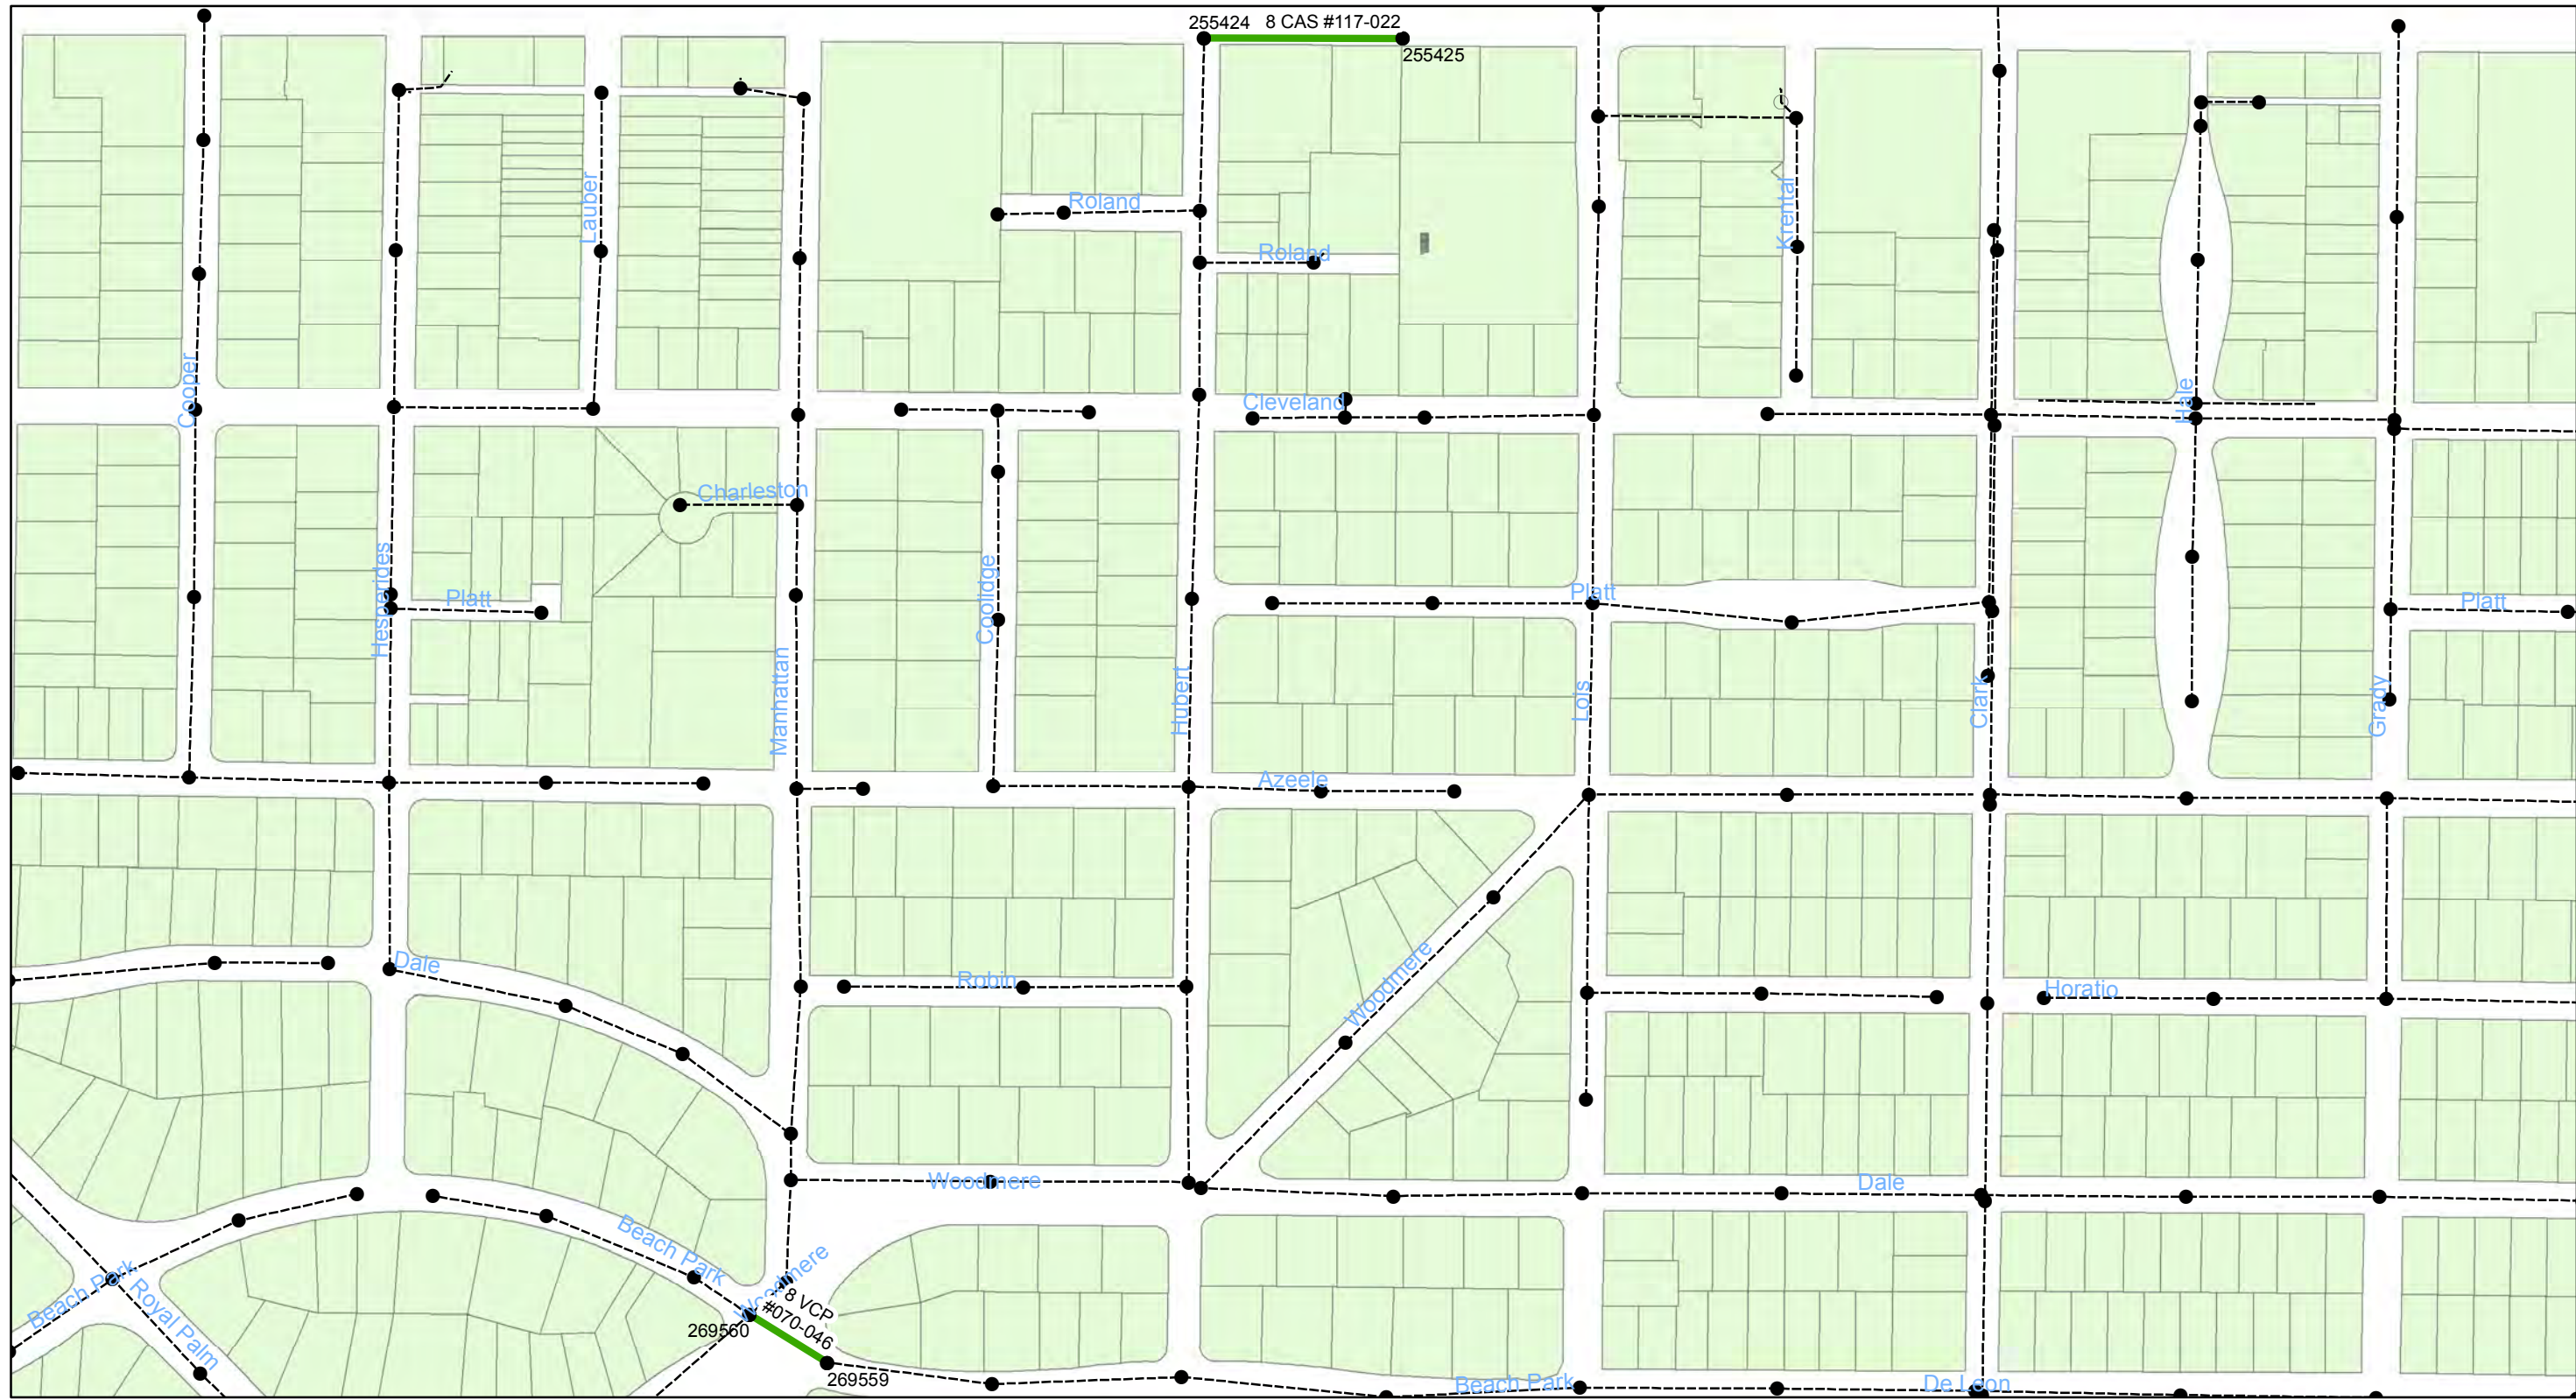 255424 8 CAS #117-022
255425
Roland
Lauber
Krental
Roland
Cooper
Cleveland
Hale
Charleston
Hesperides
Platt
Coolidge
Platt
Platt
Manhattan
Hubert
Lois
Clark
Grady
Azeele
Dale
Robin
Woodmere
Horatio
Woodmere
Dale
Beach Park
Woodmere
Beach Park
Royal Palm
8 VCP
#070-046
269560
269559
Beach Park
De Leon